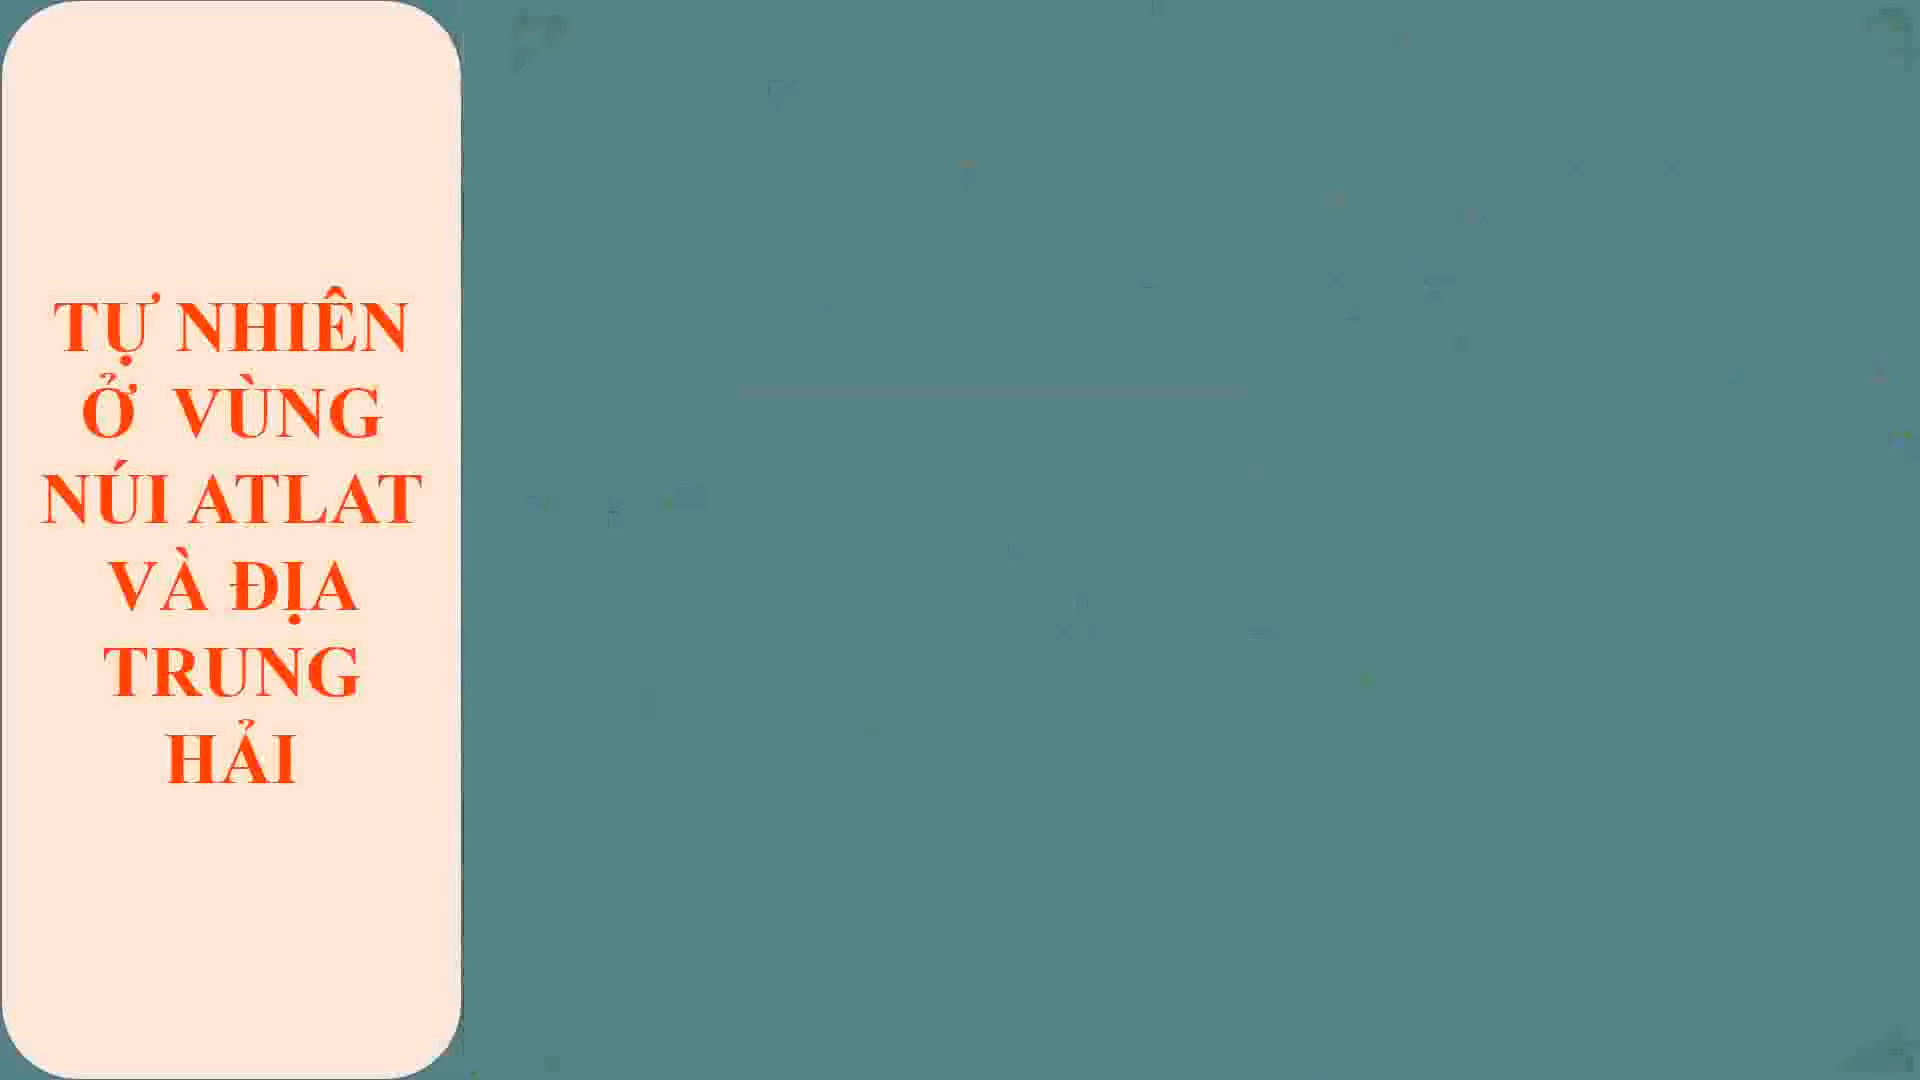 TỰ NHIÊN
Ở VÙNG
NÚI ATLAT
VÀ ĐỊA
TRUNG
HẢI